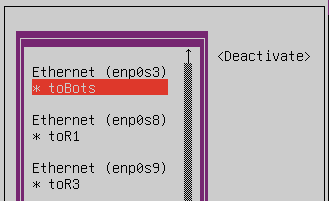 Ethernet (enp0s3)
* toBots
<Deactivate>
Ethernet (enp0s8)
* toR1
Ethernet (enp0s9)
* toR3